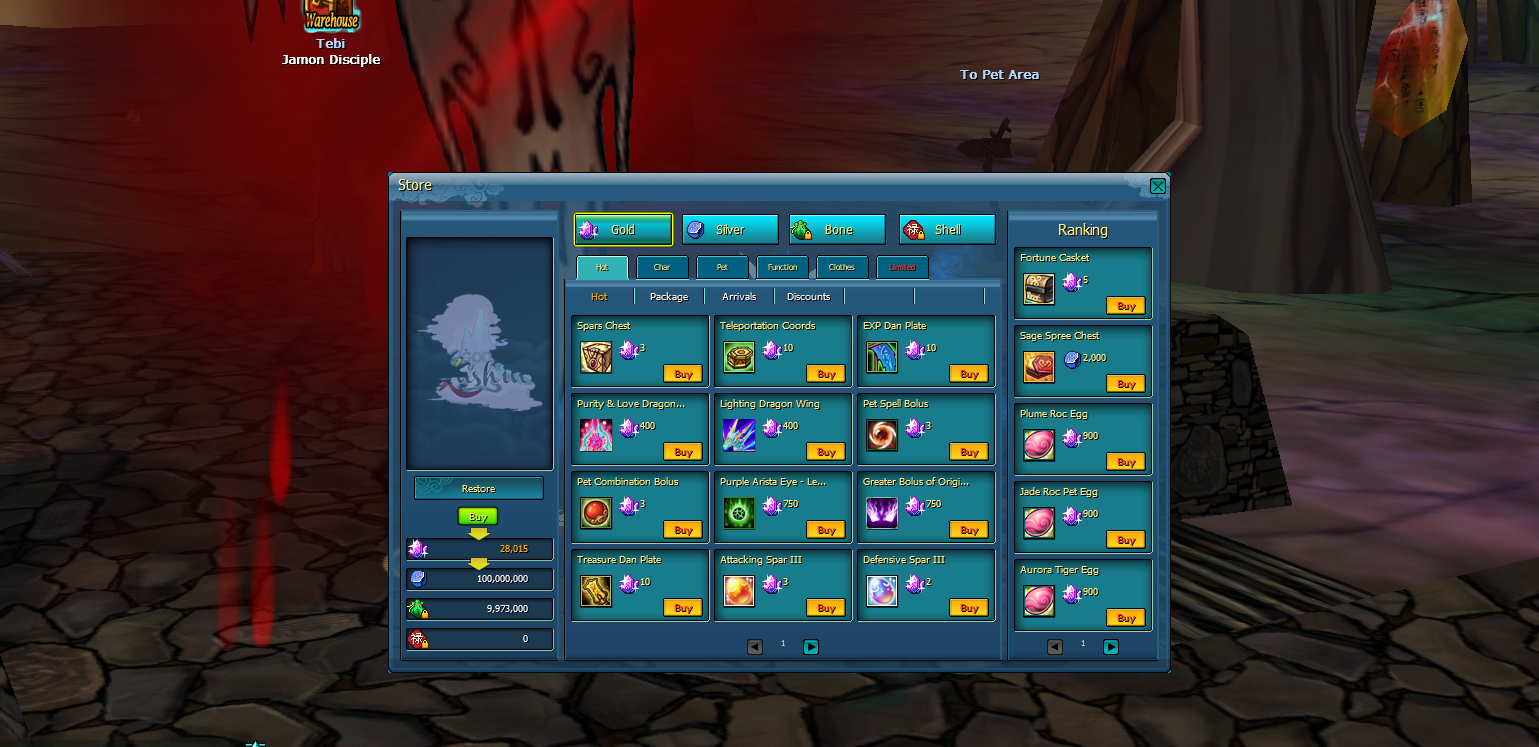 Warehouse
Tebi
Jamon Disciple
To Pet Area
Store
Gold
Silver
Bone
Shell
Hot
Char
Pet
Function
Clothes
Limited
Hot
Package
Arrivals
Discounts
Spars Chest
3
Buy
Teleportation Coords
10
Buy
EXP Dan Plate
10
Buy
Purity & Love Dragon...
400
Buy
Lighting Dragon Wing
400
Buy
Pet Spell Bolus
3
Buy
Pet Combination Bolus
3
Buy
Purple Arista Eye - Le...
750
Buy
Greater Bolus of Origi...
750
Buy
Treasure Dan Plate
10
Buy
Attacking Spar III
3
Buy
Defensive Spar III
2
Buy
1
Restore
Buy
28,015
100,000,000
9,973,000
0
Ranking
Fortune Casket
5
Buy
Sage Spree Chest
2,000
Buy
Plume Roc Egg
900
Buy
Jade Roc Pet Egg
900
Buy
Aurora Tiger Egg
900
Buy
1